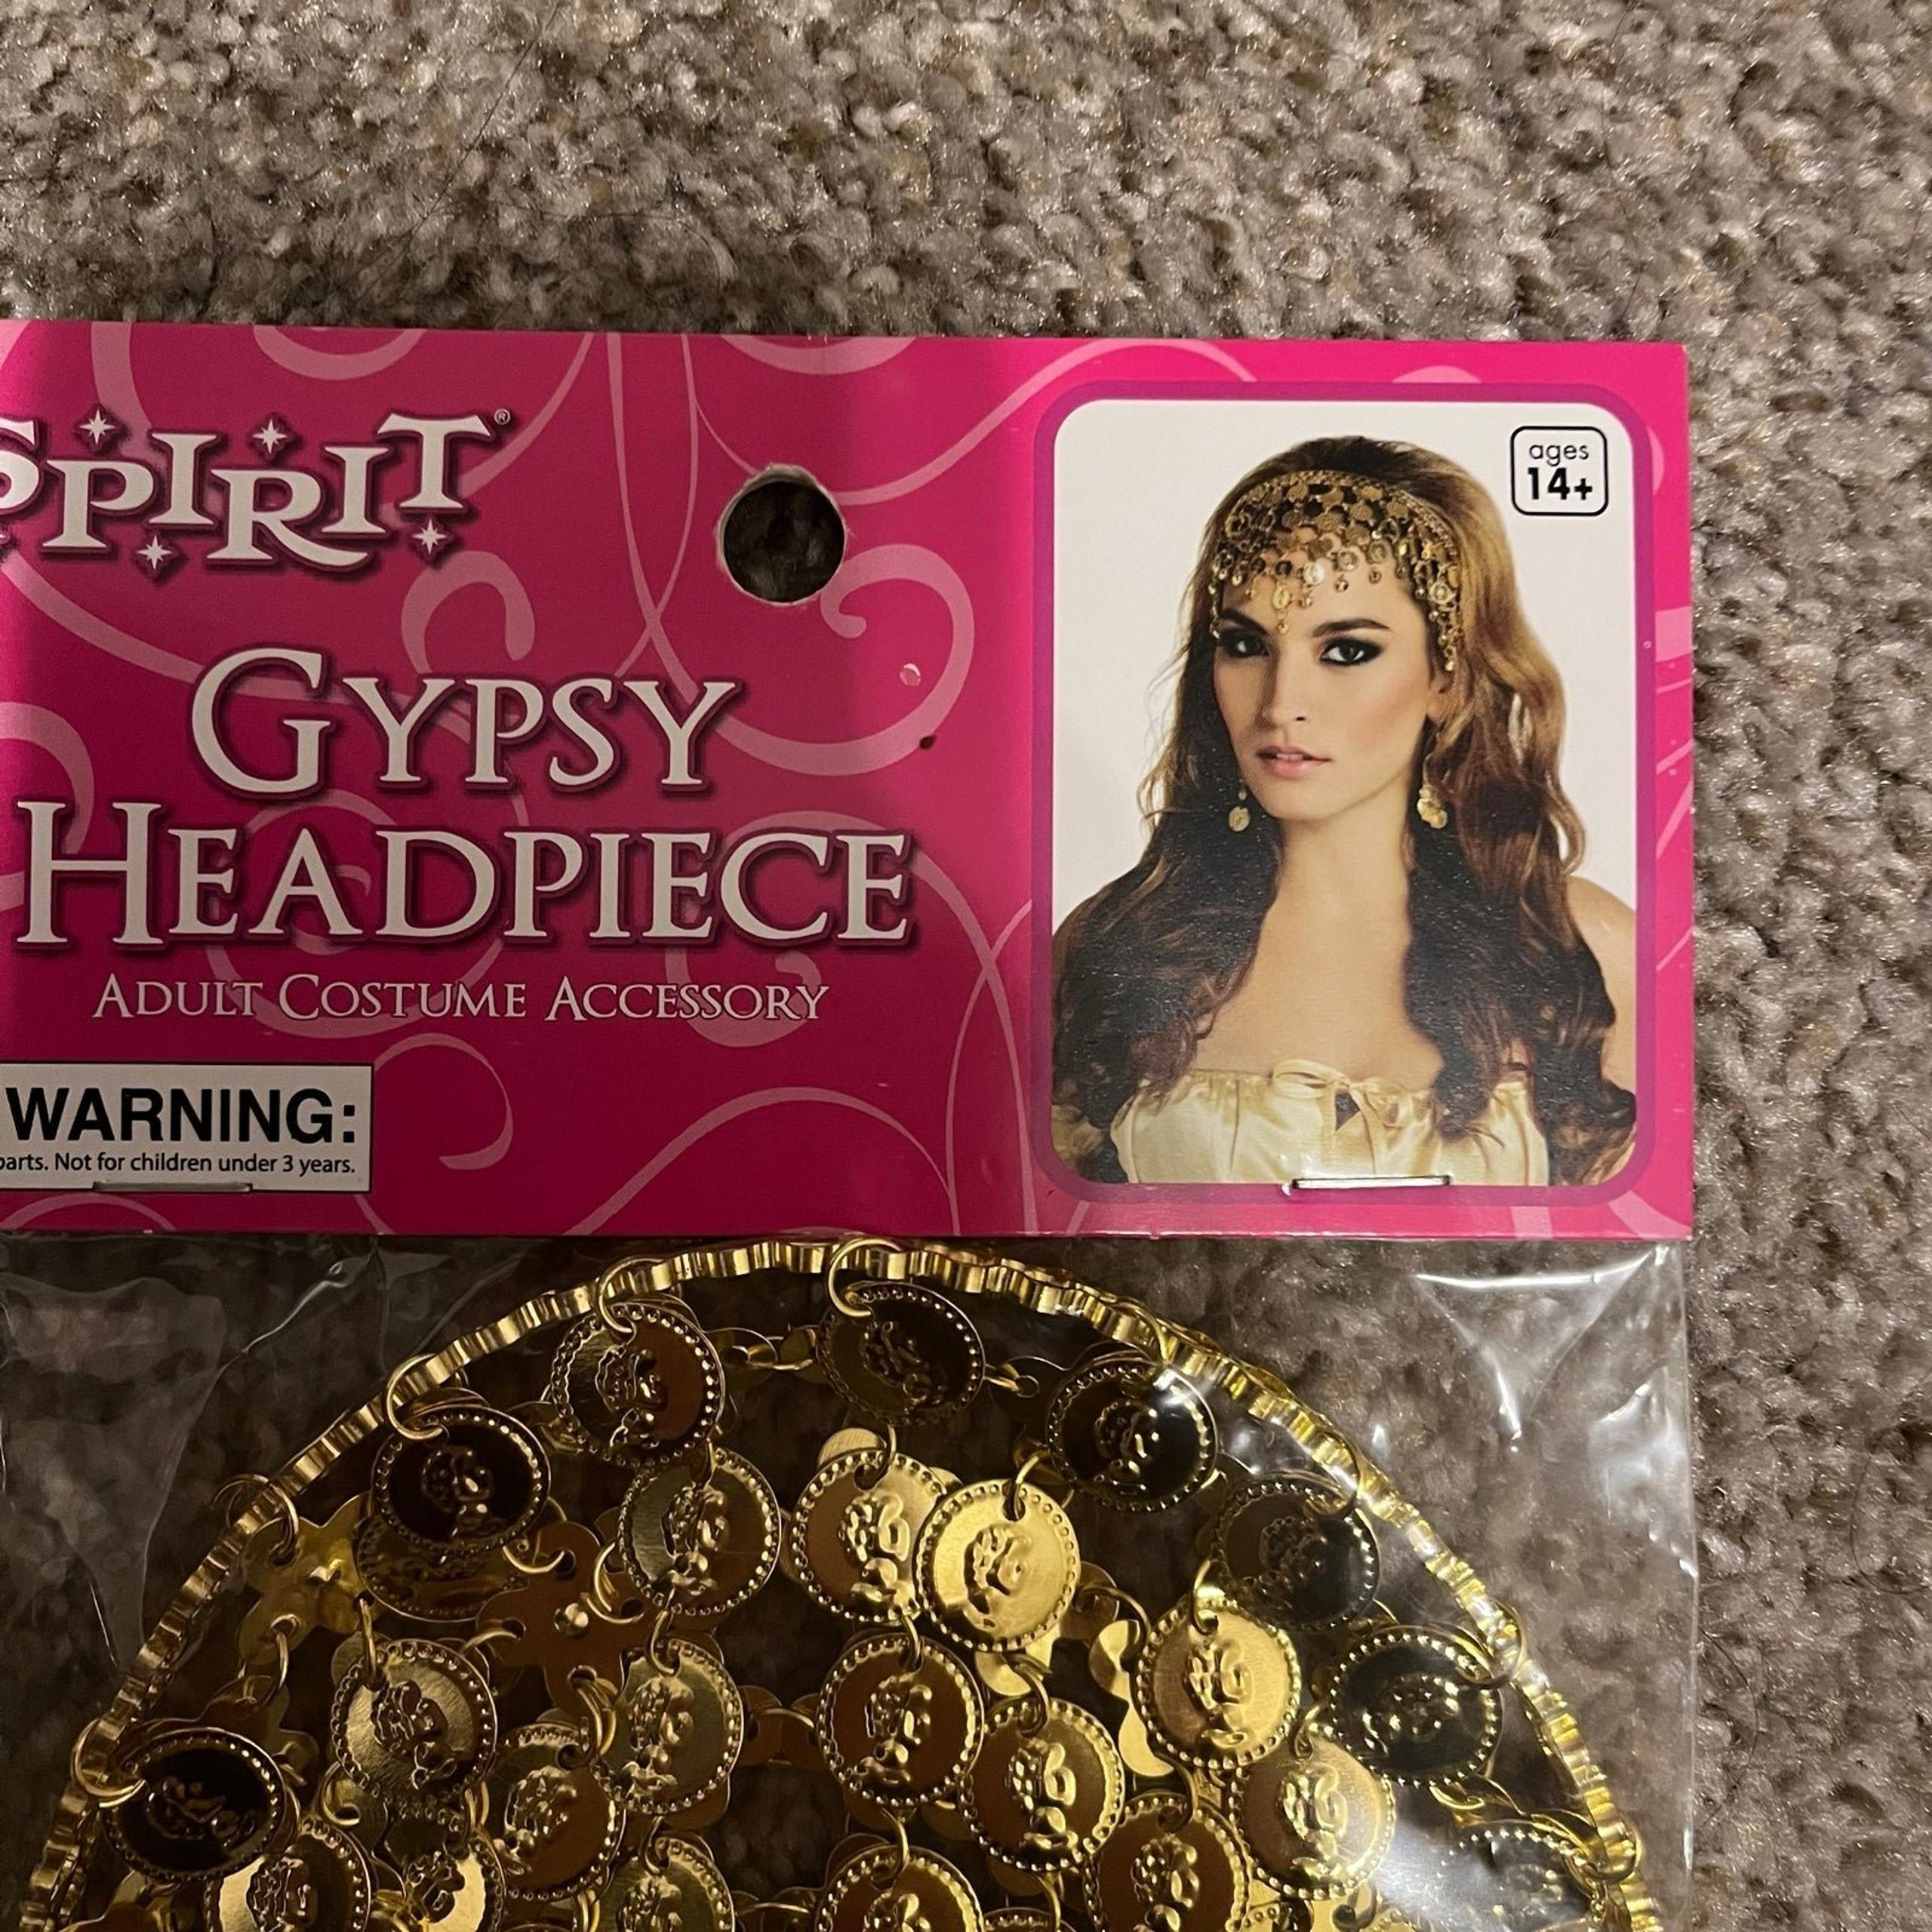 SPIRIT®
GYPSY
HEADPIECE
ADULT COSTUME ACCESSORY
WARNING:
parts. Not for children under 3 years.
ages
14+